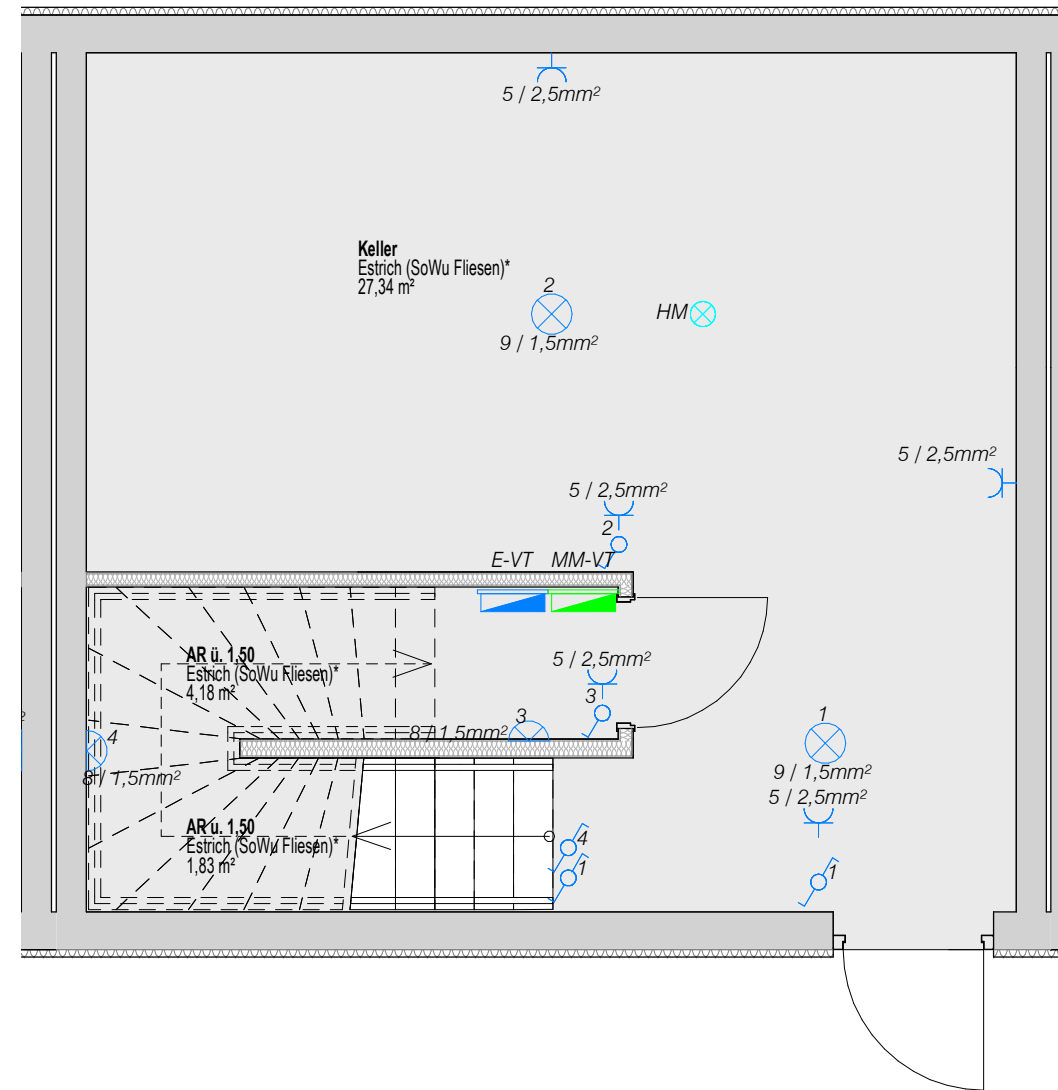 5 / 2,5mm²
Keller
Estrich (SoWu Fliesen)*
27,34 m²
2
9 / 1,5mm²
HM
5 / 2,5mm²
5 / 2,5mm²
2
E-VT
MM-VT
AR ü. 1,50
Estrich (SoWu Fliesen)*
4,18 m²
5 / 2,5mm²
3
3
8 / 1,5mm²
4
8 / 1,5mm²
1
9 / 1,5mm²
5 / 2,5mm²
AR u. 1,50
Estrich (SoWu Fliesen)*
1,83 m²
4
1
1